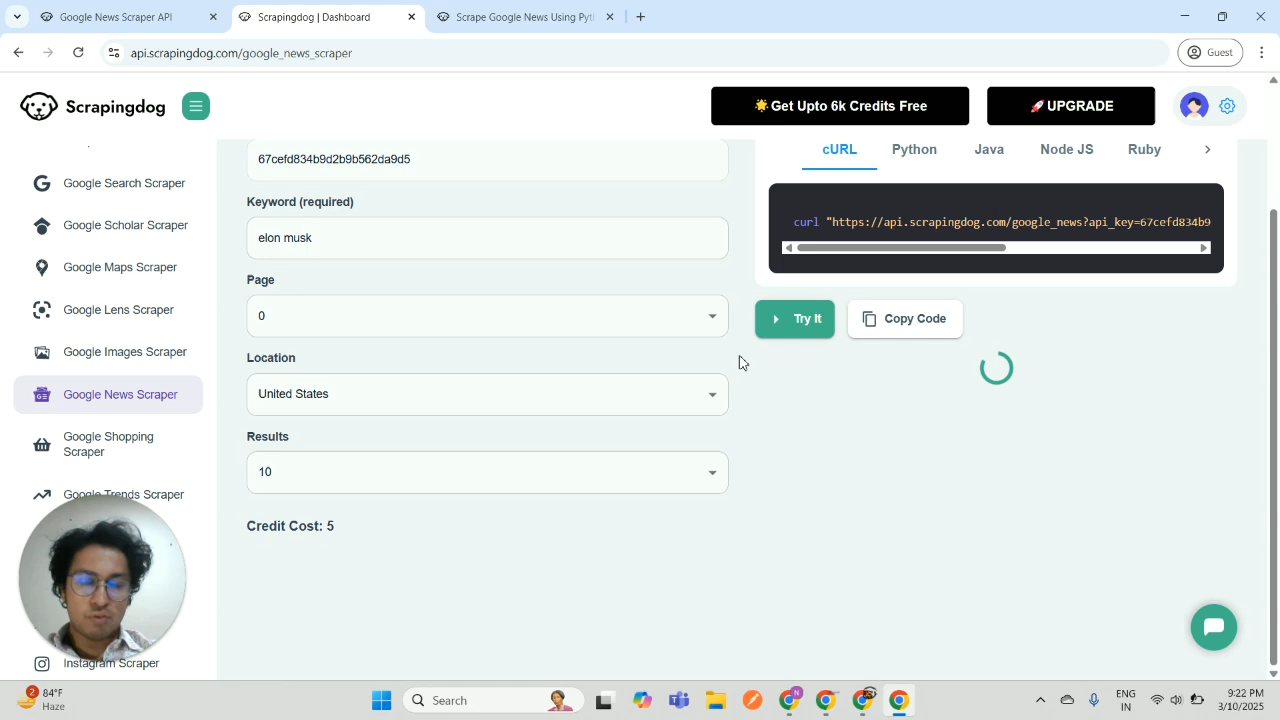 Google News Scraper API
Scrapingdog | Dashboard
Scrape Google News Using Pyt
api.scrapingdog.com/google_news_scraper
Guest
Scrapingdog
🌟Get Upto 6k Credits Free
🚀UPGRADE
Google Search Scraper
Google Scholar Scraper
Google Maps Scraper
Google Lens Scraper
Google Images Scraper
Google News Scraper
Google Shopping
Scraper
Google Trends Scraper
Instagram Scraper
67cefd834b9d2b9b562da9d5
Keyword (required)
elon musk
Page
0
Location
United States
Results
10
Credit Cost: 5
cURL
Python
Java
Node JS
Ruby
curl "https://api.scrapingdog.com/google_news?api_key=67cefd834b9
Try It
Copy Code
2
84°F
Haze
Search
N
ENG
IN
9:22 PM
3/10/2025